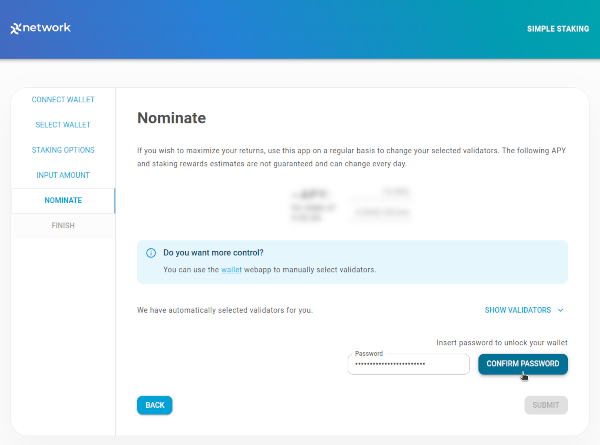 network
SIMPLE STAKING
CONNECT WALLET
SELECT WALLET
STAKING OPTIONS
INPUT AMOUNT
NOMINATE
FINISH
Nominate
If you wish to maximize your returns, use this app on a regular basis to change your selected validators. The following APY
and staking rewards estimates are not guaranteed and can change every day.
Do you want more control?
You can use the wallet webapp to manually select validators.
We have automatically selected validators for you.
SHOW VALIDATORS
Insert password to unlock your wallet
Password
CONFIRM PASSWORD
BACK
SUBMIT